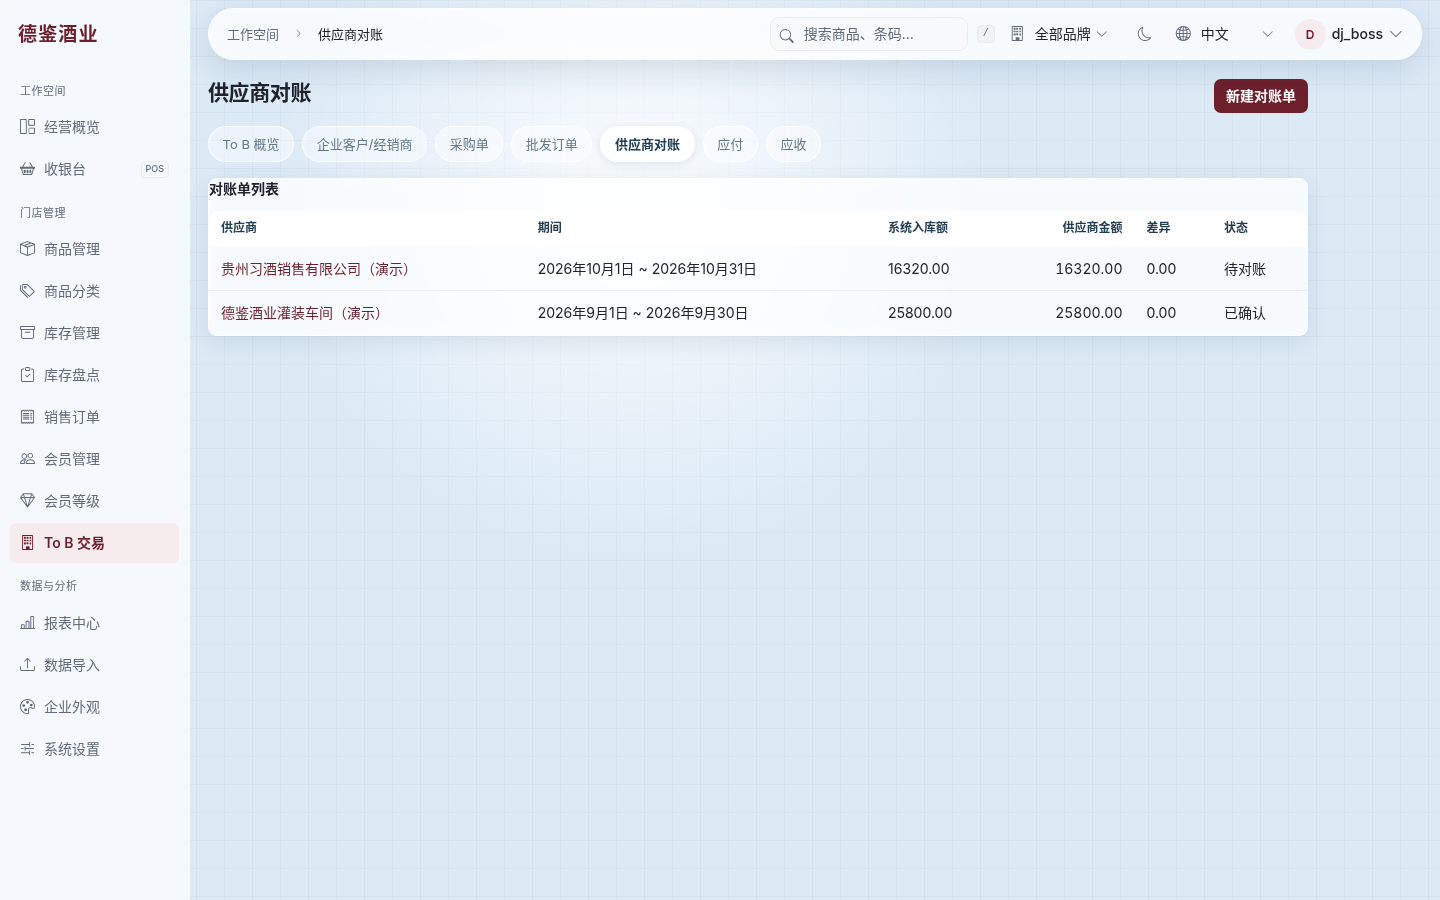 德鉴酒业
工作空间
经营概览
收银台 POS
门店管理
商品管理
商品分类
库存管理
库存盘点
销售订单
会员管理
会员等级
To B 交易
数据与分析
报表中心
数据导入
企业外观
系统设置
工作空间 > 供应商对账
搜索商品、条码... /
全部品牌
中文
D dj_boss
供应商对账
新建对账单
To B 概览 企业客户/经销商 采购单 批发订单 供应商对账 应付 应收
对账单列表
供应商 期间 系统入库额 供应商金额 差异 状态
贵州习酒销售有限公司（演示） 2026年10月1日 ~ 2026年10月31日 16320.00 16320.00 0.00 待对账
德鉴酒业灌装车间（演示） 2026年9月1日 ~ 2026年9月30日 25800.00 25800.00 0.00 已确认